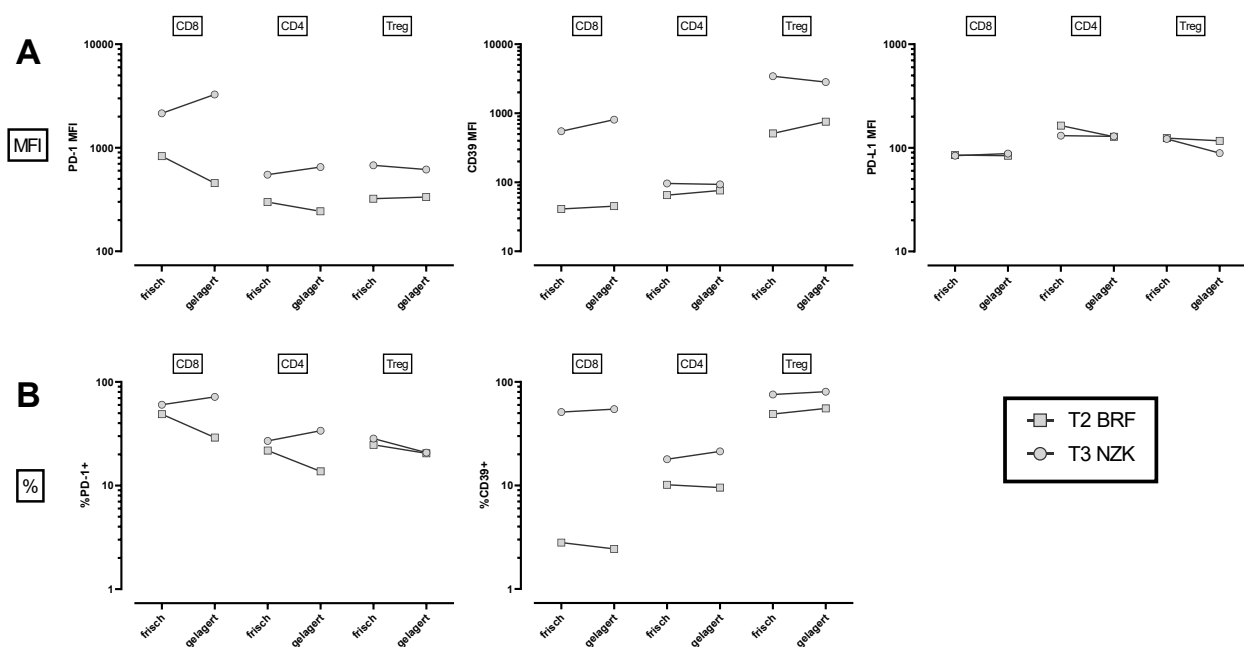 A
MFI
CD8
CD4
Treg
PD-1 MFI
10000
1000
100
frisch
gelagert
frisch
gelagert
frisch
gelagert
CD8
CD4
Treg
CD39 MFI
10000
1000
100
10
frisch
gelagert
frisch
gelagert
frisch
gelagert
CD8
CD4
Treg
PD-L1 MFI
1000
100
10
frisch
gelagert
frisch
gelagert
frisch
gelagert
B
%
CD8
CD4
Treg
%PD-1+
100
10
1
frisch
gelagert
frisch
gelagert
frisch
gelagert
CD8
CD4
Treg
%CD39+
100
10
1
frisch
gelagert
frisch
gelagert
frisch
gelagert
T2 BRF
T3 NZK